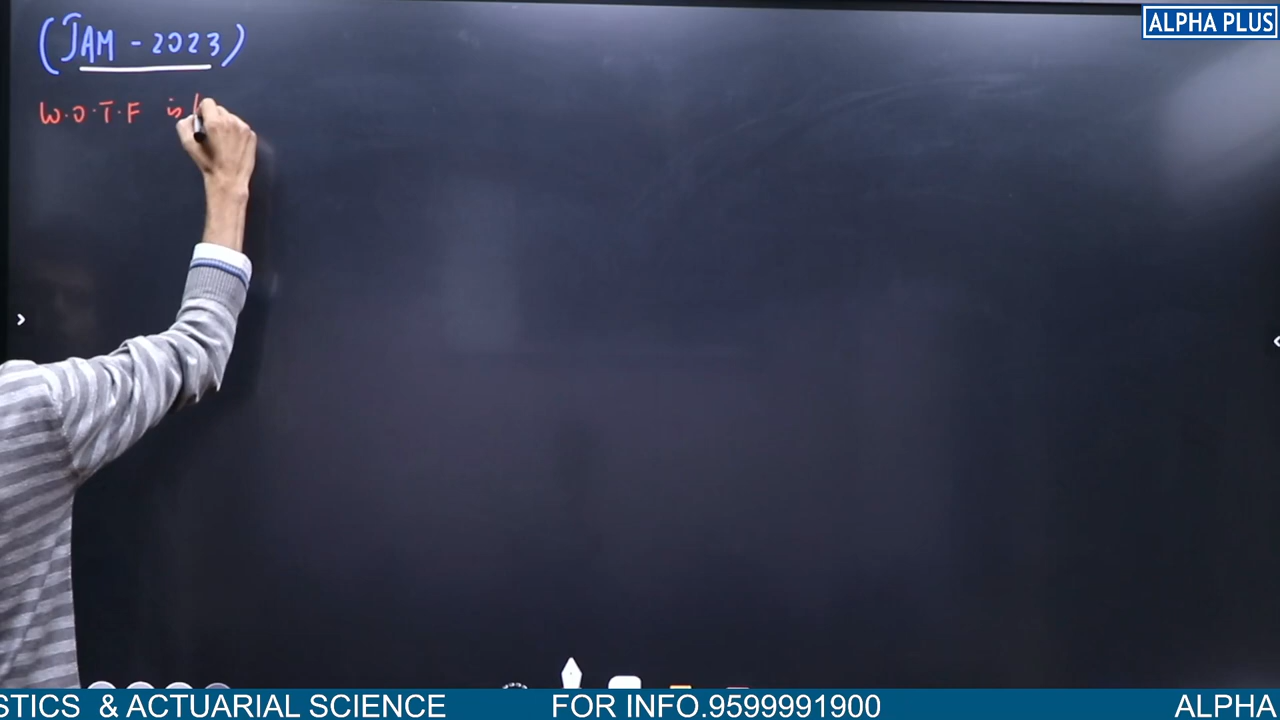 ALPHA PLUS
(JAM - 2023)
W.O.T.F is
STICS & ACTUARIAL SCIENCE FOR INFO.9599991900 ALPHA